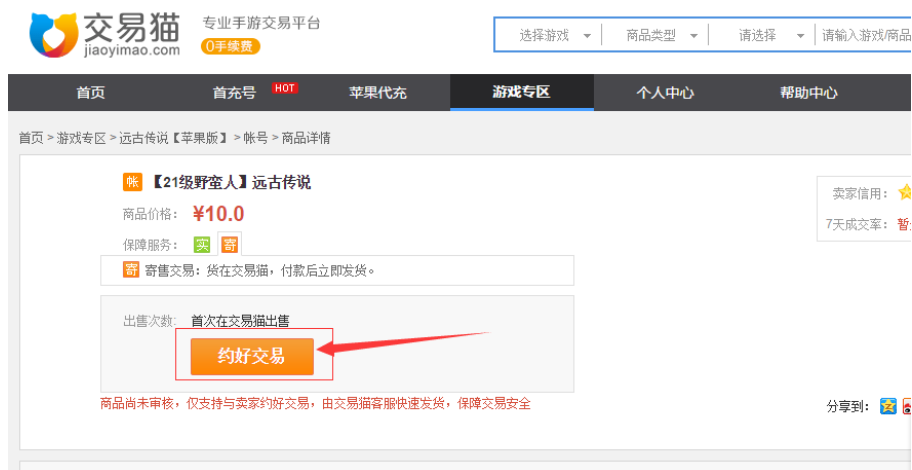 交易猫
jiaoyimao.com
专业手游交易平台
0手续费
选择游戏 商品类型 请选择 请输入游戏/商品
首页 首充号 HOT 苹果代充 游戏专区 个人中心 帮助中心
首页 > 游戏专区 > 远古传说【苹果版】 > 帐号 > 商品详情
帐 【21级野蛮人】远古传说
商品价格： ¥10.0
保障服务： 实 寄
寄 寄售交易：货在交易猫，付款后立即发货。
出售次数: 首次在交易猫出售
约好交易
商品尚未审核，仅支持与卖家约好交易，由交易猫客服快速发货，保障交易安全
卖家信用：
7天成交率： 暂
分享到：